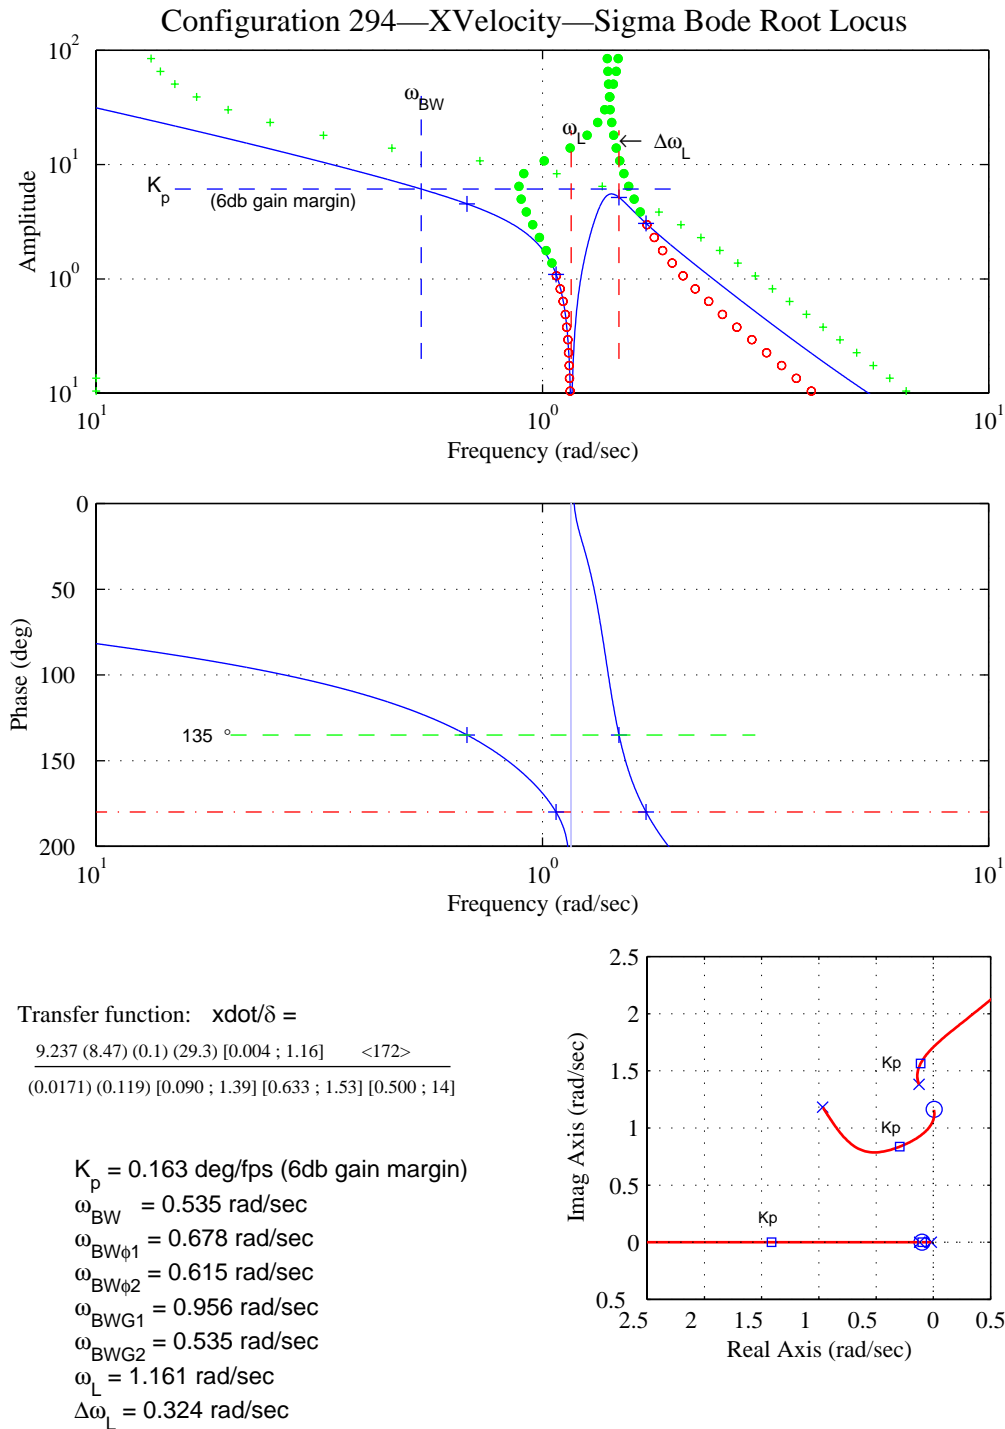 Configuration 294—XVelocity—Sigma Bode Root Locus
10²
10¹
10⁰
10¹
Amplitude
ω_BW
ω_L
Δω_L
K_p
(6db gain margin)
10¹
10⁰
10¹
Frequency (rad/sec)
0
50
100
150
200
Phase (deg)
135 °
10¹
10⁰
10¹
Frequency (rad/sec)
Transfer function: xdot/δ =
9.237 (8.47) (0.1) (29.3) [0.004 ; 1.16] <172>
(0.0171) (0.119) [0.090 ; 1.39] [0.633 ; 1.53] [0.500 ; 14]
K_p = 0.163 deg/fps (6db gain margin)
ω_BW = 0.535 rad/sec
ω_BWϕ1 = 0.678 rad/sec
ω_BWϕ2 = 0.615 rad/sec
ω_BWG1 = 0.956 rad/sec
ω_BWG2 = 0.535 rad/sec
ω_L = 1.161 rad/sec
Δω_L = 0.324 rad/sec
2.5
2
1.5
1
0.5
0
0.5
Imag Axis (rad/sec)
Kp
Kp
Kp
2.5 2 1.5 1 0.5 0 0.5
Real Axis (rad/sec)